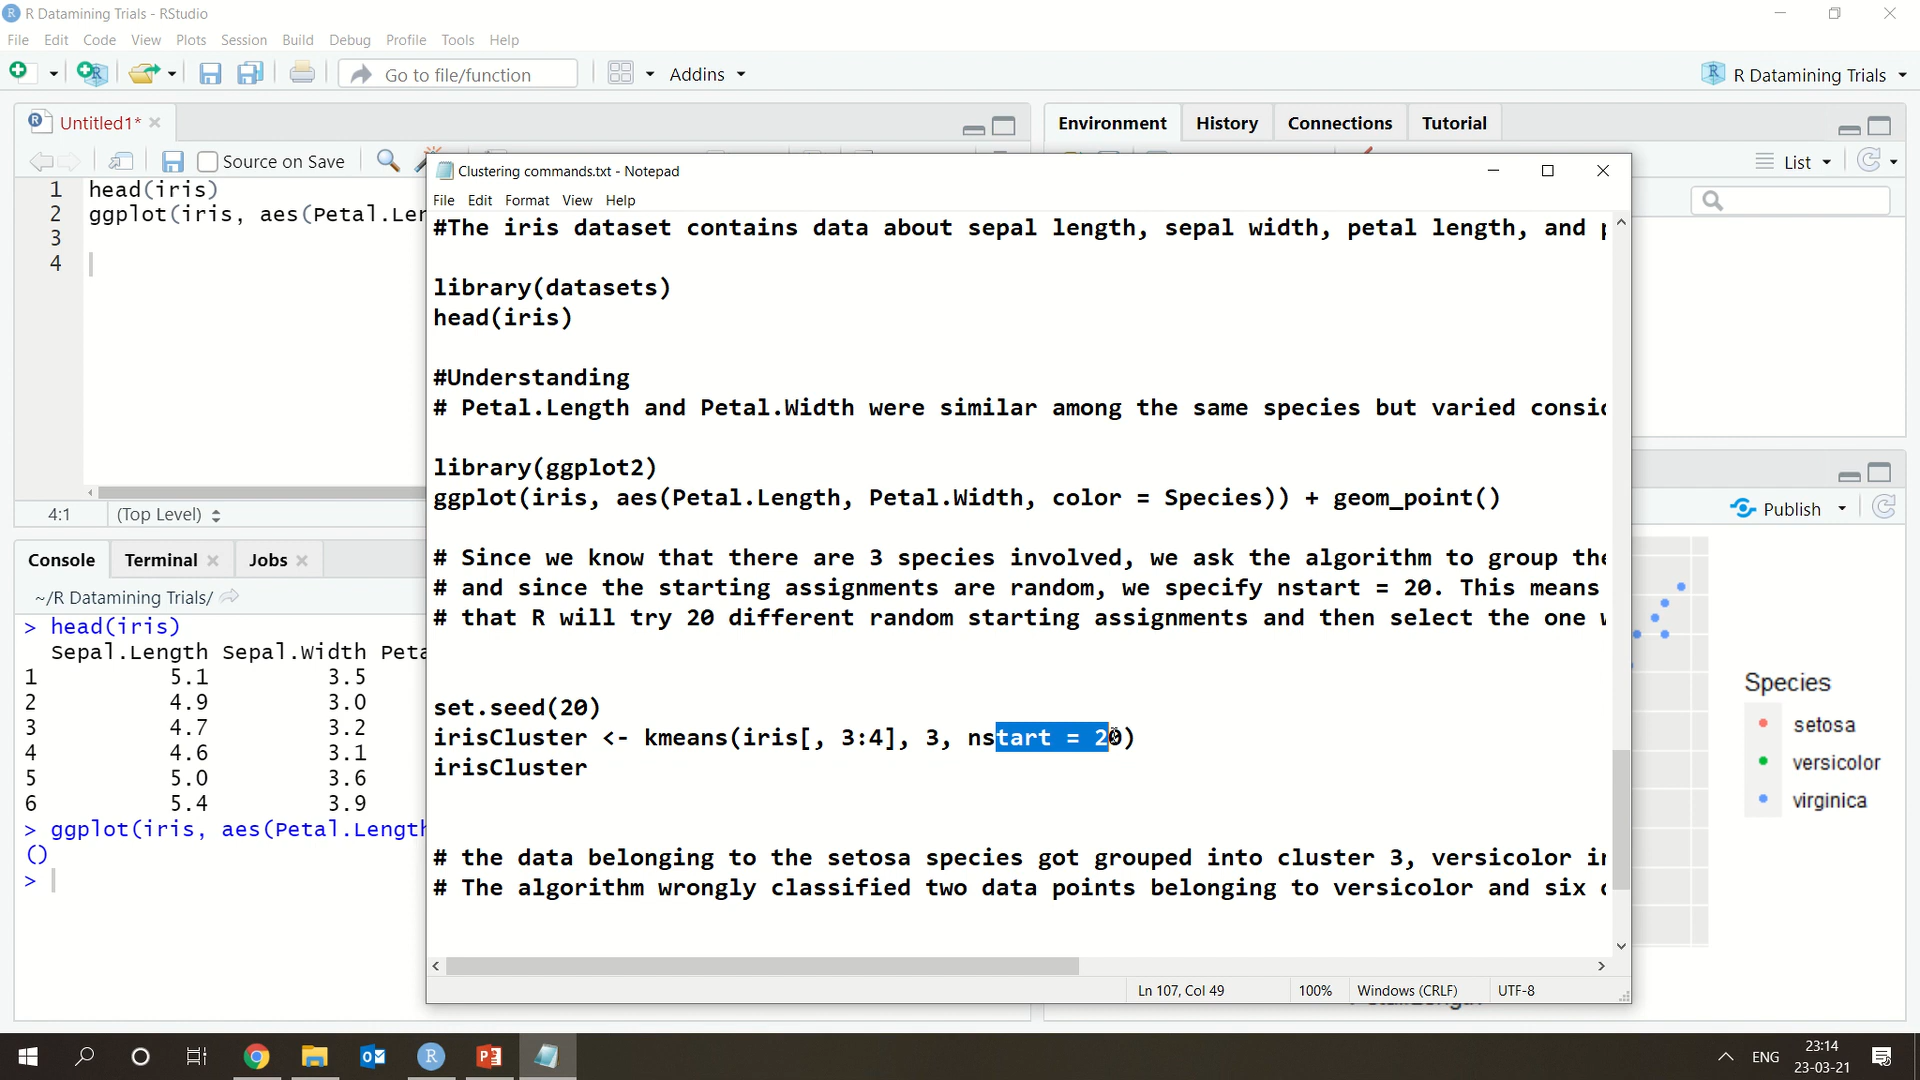 R Datamining Trials - RStudio
File Edit Code View Plots Session Build Debug Profile Tools Help
Go to file/function
Addins
R Datamining Trials
Untitled1*
Source on Save
1 head(iris)
2 ggplot(iris, aes(Petal.Len
3
4
4:1 (Top Level)
Console Terminal Jobs
~/R Datamining Trials/
> head(iris)
Sepal.Length Sepal.Width Peta
1 5.1 3.5
2 4.9 3.0
3 4.7 3.2
4 4.6 3.1
5 5.0 3.6
6 5.4 3.9
> ggplot(iris, aes(Petal.Length
()
>
Environment History Connections Tutorial
List
Publish
Species
setosa
versicolor
virginica
Clustering commands.txt - Notepad
File Edit Format View Help
#The iris dataset contains data about sepal length, sepal width, petal length, and p
library(datasets)
head(iris)
#Understanding
# Petal.Length and Petal.Width were similar among the same species but varied consid
library(ggplot2)
ggplot(iris, aes(Petal.Length, Petal.Width, color = Species)) + geom_point()
# Since we know that there are 3 species involved, we ask the algorithm to group the
# and since the starting assignments are random, we specify nstart = 20. This means
# that R will try 20 different random starting assignments and then select the one w
set.seed(20)
irisCluster <- kmeans(iris[, 3:4], 3, nstart = 20)
irisCluster
# the data belonging to the setosa species got grouped into cluster 3, versicolor in
# The algorithm wrongly classified two data points belonging to versicolor and six d
Ln 107, Col 49 100% Windows (CRLF) UTF-8
ENG
23:14
23-03-21